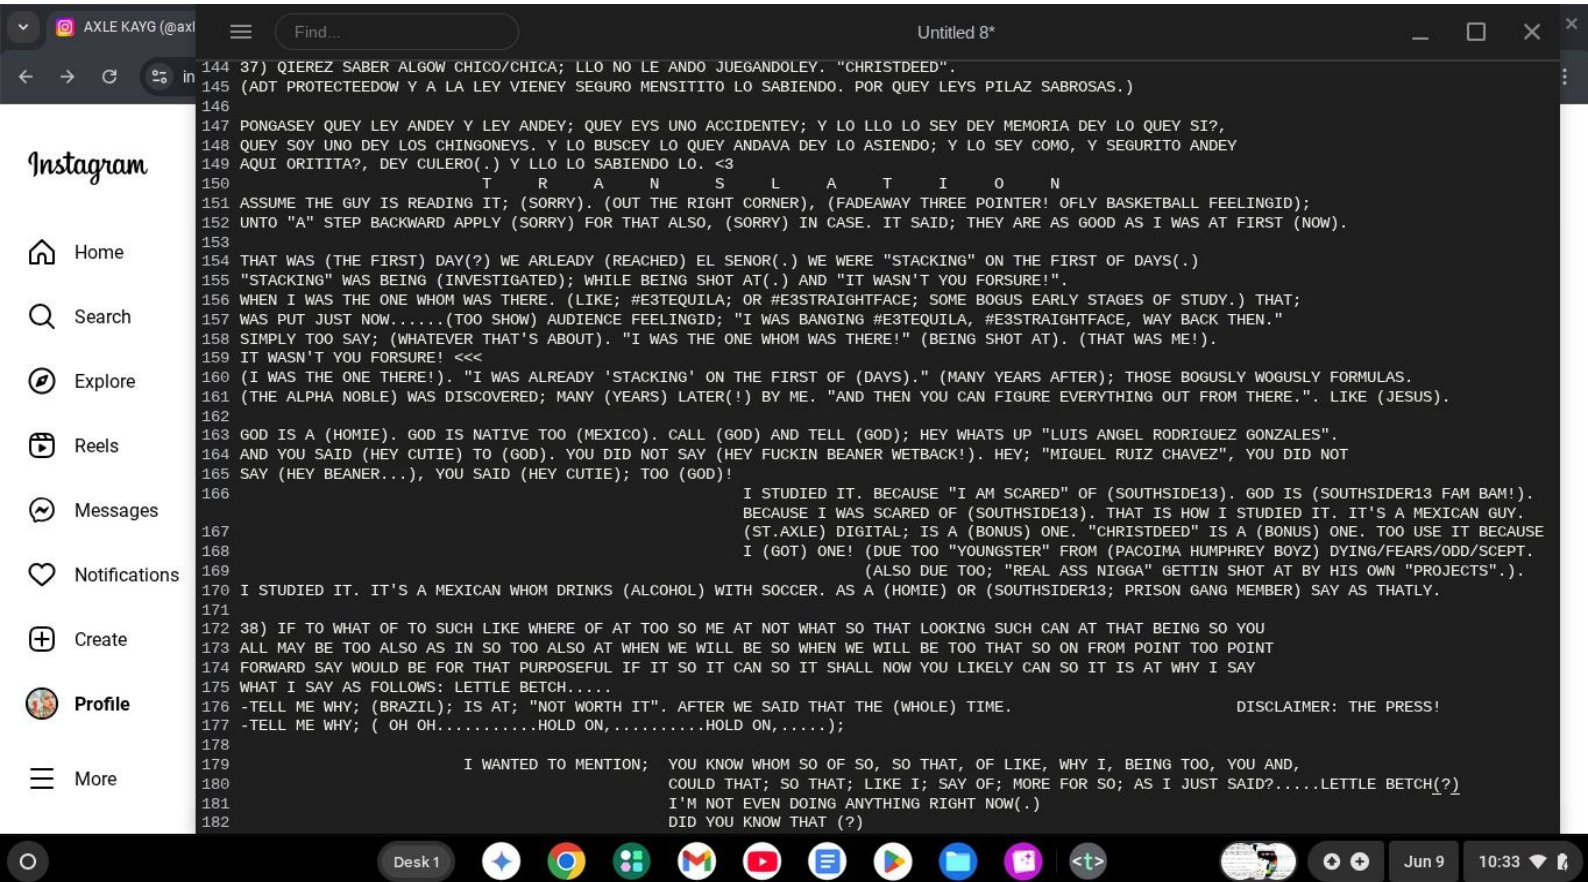 AXLE KAYG (@axl
Find...
Untitled 8*
in
Instagram
Home
Search
Explore
Reels
Messages
Notifications
Create
Profile
More
144 37) QIEREZ SABER ALGOW CHICO/CHICA; LLO NO LE ANDO JUEGANDOLEY. "CHRISTDEED".
145 (ADT PROTECTEEDOW Y A LA LEY VIENEY SEGURO MENSITITO LO SABIENDO. POR QUEY LEYS PILAZ SABROSAS.)
146
147 PONGASEY QUEY LEY ANDEY Y LEY ANDEY; QUEY EYS UNO ACCIDENTEY; Y LO LLO LO SEY DEY MEMORIA DEY LO QUEY SI?,
148 QUEY SOY UNO DEY LOS CHINGONEYS. Y LO BUSCEY LO QUEY ANDAVA DEY LO ASIENDO; Y LO SEY COMO, Y SEGURITO ANDEY
149 AQUI ORITITA?, DEY CULERO(.) Y LLO LO SABIENDO LO. <3
150 T R A N S L A T I O N
151 ASSUME THE GUY IS READING IT; (SORRY). (OUT THE RIGHT CORNER), (FADEAWAY THREE POINTER! OFLY BASKETBALL FEELINGID);
152 UNTO "A" STEP BACKWARD APPLY (SORRY) FOR THAT ALSO, (SORRY) IN CASE. IT SAID; THEY ARE AS GOOD AS I WAS AT FIRST (NOW).
153
154 THAT WAS (THE FIRST) DAY(?) WE ARLEADY (REACHED) EL SENOR(.) WE WERE "STACKING" ON THE FIRST OF DAYS(.)
155 "STACKING" WAS BEING (INVESTIGATED); WHILE BEING SHOT AT(.) AND "IT WASN'T YOU FORSURE!".
156 WHEN I WAS THE ONE WHOM WAS THERE. (LIKE; #E3TEQUILA; OR #E3STRAIGHTFACE; SOME BOGUS EARLY STAGES OF STUDY.) THAT;
157 WAS PUT JUST NOW......(TOO SHOW) AUDIENCE FEELINGID; "I WAS BANGING #E3TEQUILA, #E3STRAIGHTFACE, WAY BACK THEN."
158 SIMPLY TOO SAY; (WHATEVER THAT'S ABOUT). "I WAS THE ONE WHOM WAS THERE!" (BEING SHOT AT). (THAT WAS ME!).
159 IT WASN'T YOU FORSURE! <<<
160 (I WAS THE ONE THERE!). "I WAS ALREADY 'STACKING' ON THE FIRST OF (DAYS)." (MANY YEARS AFTER); THOSE BOGUSLY WOGUSLY FORMULAS.
161 (THE ALPHA NOBLE) WAS DISCOVERED; MANY (YEARS) LATER(!) BY ME. "AND THEN YOU CAN FIGURE EVERYTHING OUT FROM THERE.". LIKE (JESUS).
162
163 GOD IS A (HOMIE). GOD IS NATIVE TOO (MEXICO). CALL (GOD) AND TELL (GOD); HEY WHATS UP "LUIS ANGEL RODRIGUEZ GONZALES".
164 AND YOU SAID (HEY CUTIE) TO (GOD). YOU DID NOT SAY (HEY FUCKIN BEANER WETBACK!). HEY; "MIGUEL RUIZ CHAVEZ", YOU DID NOT
165 SAY (HEY BEANER...), YOU SAID (HEY CUTIE); TOO (GOD)!
166 I STUDIED IT. BECAUSE "I AM SCARED" OF (SOUTHSIDE13). GOD IS (SOUTHSIDER13 FAM BAM!).
BECAUSE I WAS SCARED OF (SOUTHSIDE13). THAT IS HOW I STUDIED IT. IT'S A MEXICAN GUY.
167 (ST.AXLE) DIGITAL; IS A (BONUS) ONE. "CHRISTDEED" IS A (BONUS) ONE. TOO USE IT BECAUSE
168 I (GOT) ONE! (DUE TOO "YOUNGSTER" FROM (PACOIMA HUMPHREY BOYZ) DYING/FEARS/ODD/SCEPT.
169 (ALSO DUE TOO; "REAL ASS NIGGA" GETTIN SHOT AT BY HIS OWN "PROJECTS".).
170 I STUDIED IT. IT'S A MEXICAN WHOM DRINKS (ALCOHOL) WITH SOCCER. AS A (HOMIE) OR (SOUTHSIDER13; PRISON GANG MEMBER) SAY AS THATLY.
171
172 38) IF TO WHAT OF TO SUCH LIKE WHERE OF AT TOO SO ME AT NOT WHAT SO THAT LOOKING SUCH CAN AT THAT BEING SO YOU
173 ALL MAY BE TOO ALSO AS IN SO TOO ALSO AT WHEN WE WILL BE SO WHEN WE WILL BE TOO THAT SO ON FROM POINT TOO POINT
174 FORWARD SAY WOULD BE FOR THAT PURPOSEFUL IF IT SO IT CAN SO IT SHALL NOW YOU LIKELY CAN SO IT IS AT WHY I SAY
175 WHAT I SAY AS FOLLOWS: LETTLE BETCH.....
176 -TELL ME WHY; (BRAZIL); IS AT; "NOT WORTH IT". AFTER WE SAID THAT THE (WHOLE) TIME. DISCLAIMER: THE PRESS!
177 -TELL ME WHY; ( OH OH...........HOLD ON,..........HOLD ON,.....);
178
179 I WANTED TO MENTION; YOU KNOW WHOM SO OF SO, SO THAT, OF LIKE, WHY I, BEING TOO, YOU AND,
180 COULD THAT; SO THAT; LIKE I; SAY OF; MORE FOR SO; AS I JUST SAID?.....LETTLE BETCH(?)
181 I'M NOT EVEN DOING ANYTHING RIGHT NOW(.)
182 DID YOU KNOW THAT (?)
Desk 1
<t>
Jun 9
10:33